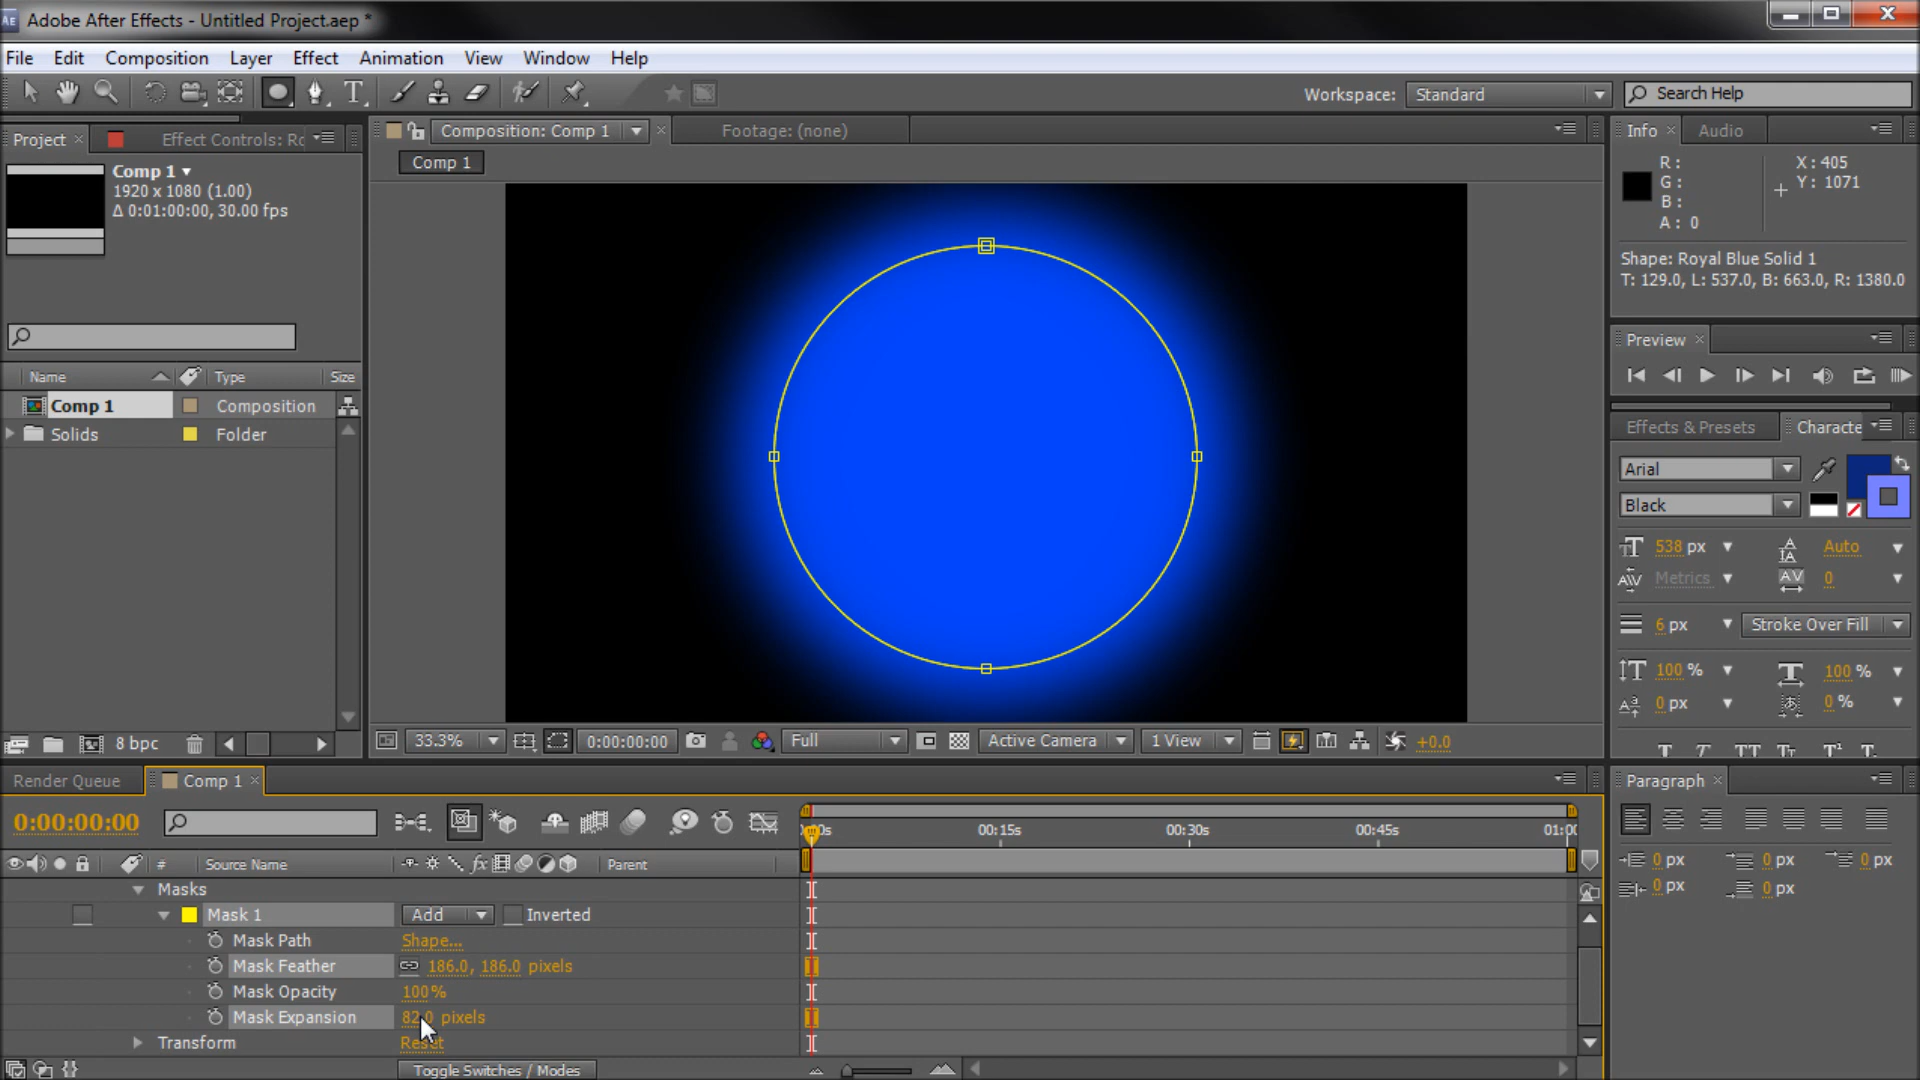 Adobe After Effects - Untitled Project.aep *
File Edit Composition Layer Effect Animation View Window Help
Workspace: Standard
Search Help
Project
Effect Controls: Rc
Comp 1
1920 x 1080 (1.00)
Δ 0:01:00:00, 30.00 fps
Name Type Size
Comp 1 Composition
Solids Folder
8 bpc
Composition: Comp 1
Footage: (none)
Comp 1
33.3% 0:00:00:00 Full Active Camera 1 View +0.0
Info Audio
R :
G :
B :
A : 0
X : 405
Y : 1071
Shape: Royal Blue Solid 1
T: 129.0, L: 537.0, B: 663.0, R: 1380.0
Preview
Effects & Presets Characte
Arial
Black
538 px Auto
Metrics 0
6 px Stroke Over Fill
100 % 100 %
0 px 0 %
T T TT Tт T¹ T.
Render Queue Comp 1
0:00:00:00
00:15s 00:30s 00:45s 01:00
# Source Name Parent
Masks
Mask 1 Add Inverted
Mask Path Shape...
Mask Feather 186.0, 186.0 pixels
Mask Opacity 100%
Mask Expansion 82.0 pixels
Transform Reset
Toggle Switches / Modes
Paragraph
0 px 0 px 0 px
0 px 0 px